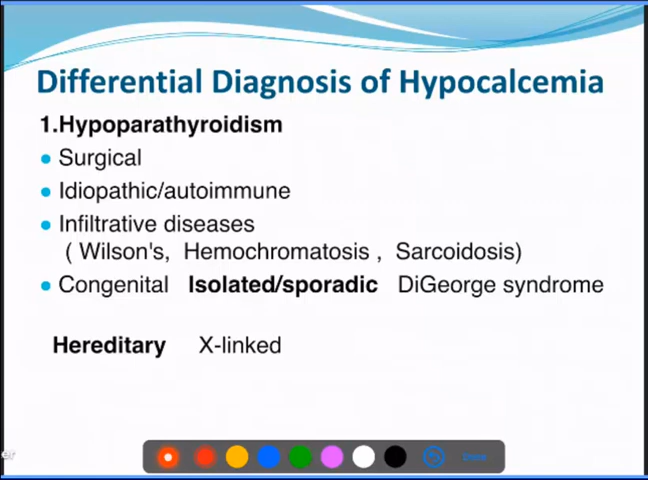 Differential Diagnosis of Hypocalcemia
1.Hypoparathyroidism
• Surgical
• Idiopathic/autoimmune
• Infiltrative diseases
( Wilson's, Hemochromatosis , Sarcoidosis)
• Congenital Isolated/sporadic DiGeorge syndrome
Hereditary X-linked
er